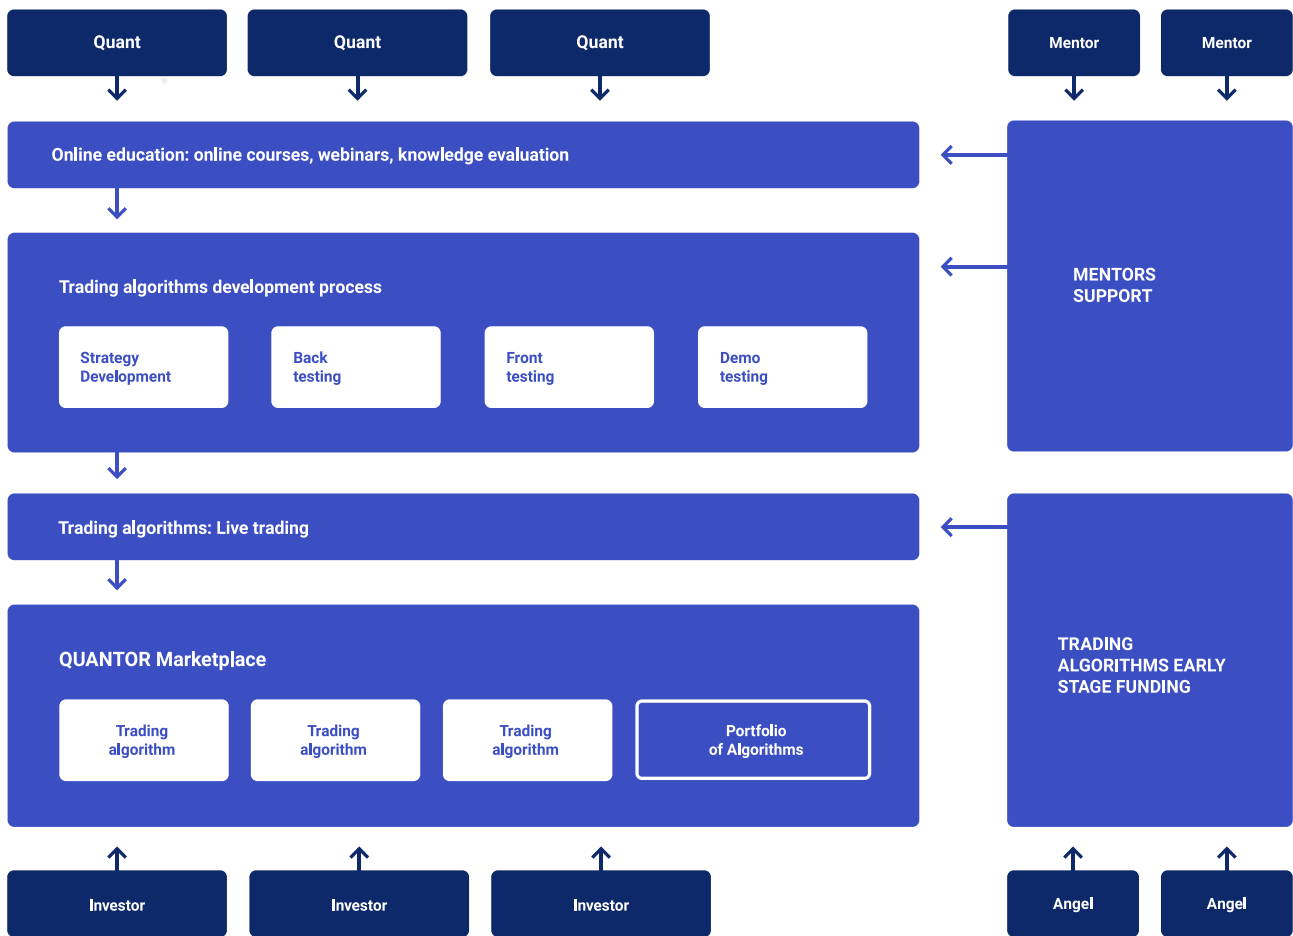 Quant
Quant
Quant
Mentor
Mentor
Online education: online courses, webinars, knowledge evaluation
Trading algorithms development process
Strategy
Development
Back
testing
Front
testing
Demo
testing
MENTORS
SUPPORT
Trading algorithms: Live trading
QUANTOR Marketplace
Trading
algorithm
Trading
algorithm
Trading
algorithm
Portfolio
of Algorithms
TRADING
ALGORITHMS EARLY
STAGE FUNDING
Investor
Investor
Investor
Angel
Angel